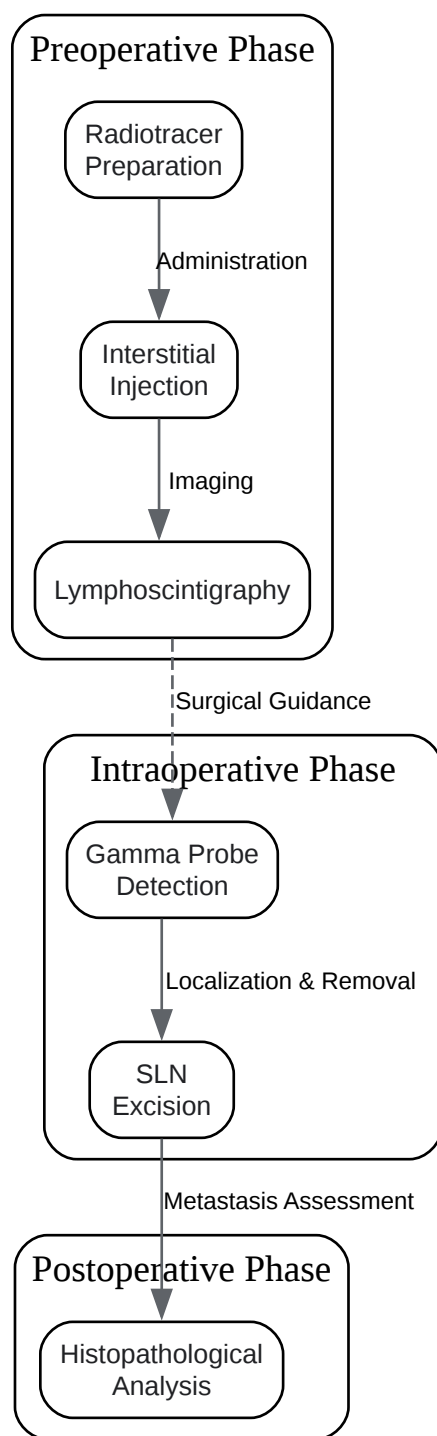 Preoperative Phase
Radiotracer
Preparation
Administration
Interstitial
Injection
Imaging
Lymphoscintigraphy
Surgical Guidance
Intraoperative Phase
Gamma Probe
Detection
Localization & Removal
SLN
Excision
Metastasis Assessment
Postoperative Phase
Histopathological
Analysis